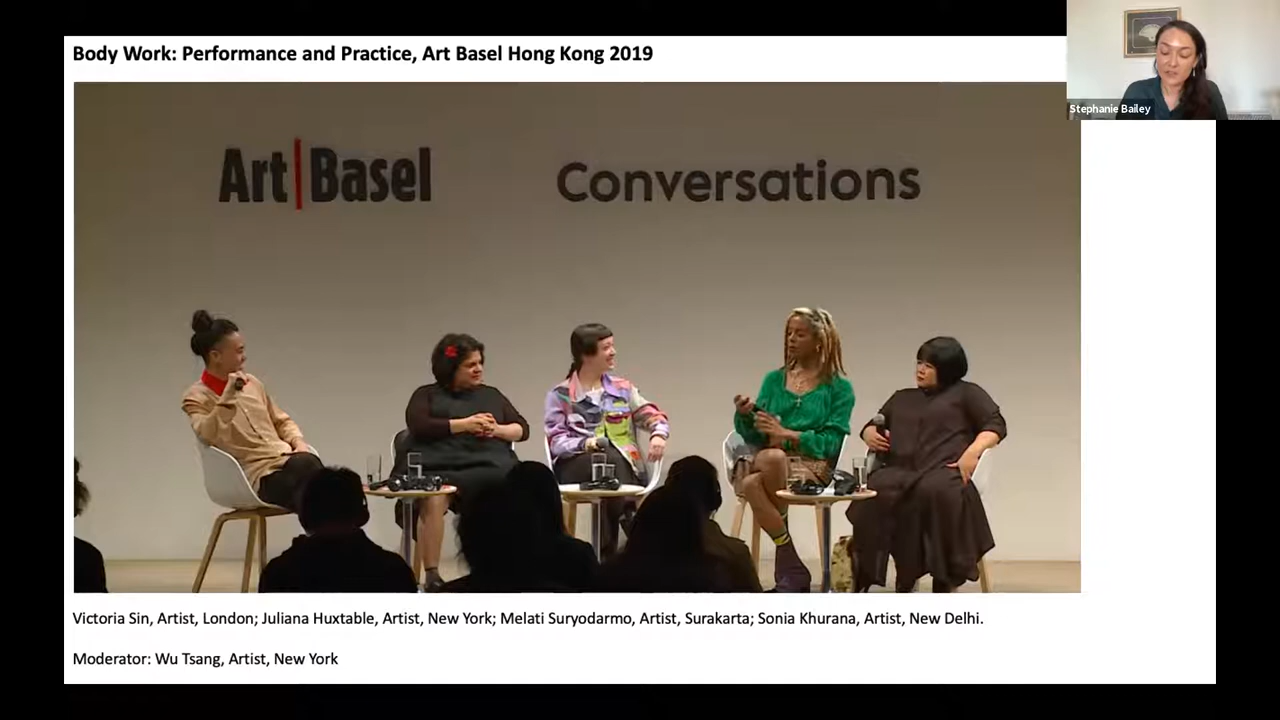 Body Work: Performance and Practice, Art Basel Hong Kong 2019
Stephanie Bailey
Art|Basel Conversations
Victoria Sin, Artist, London; Juliana Huxtable, Artist, New York; Melati Suryodarmo, Artist, Surakarta; Sonia Khurana, Artist, New Delhi.
Moderator: Wu Tsang, Artist, New York